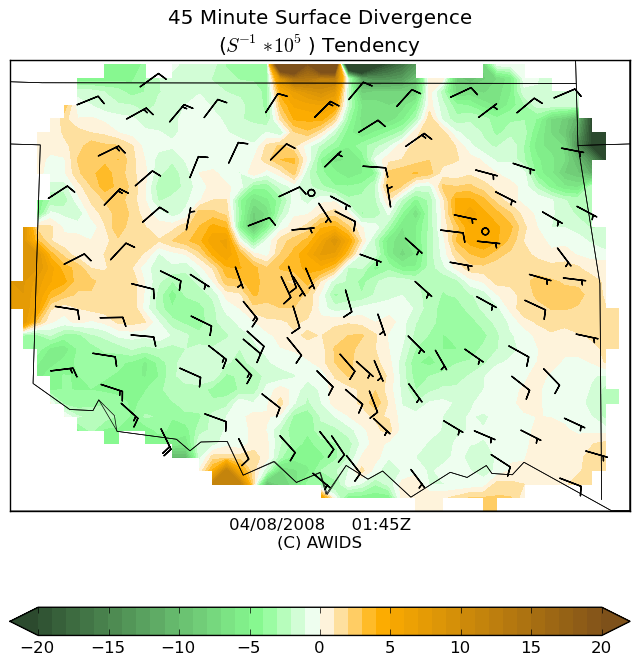 45 Minute Surface Divergence
(S⁻¹ *10⁵ ) Tendency
04/08/2008 01:45Z
(C) AWIDS
−20 −15 −10 −5 0 5 10 15 20